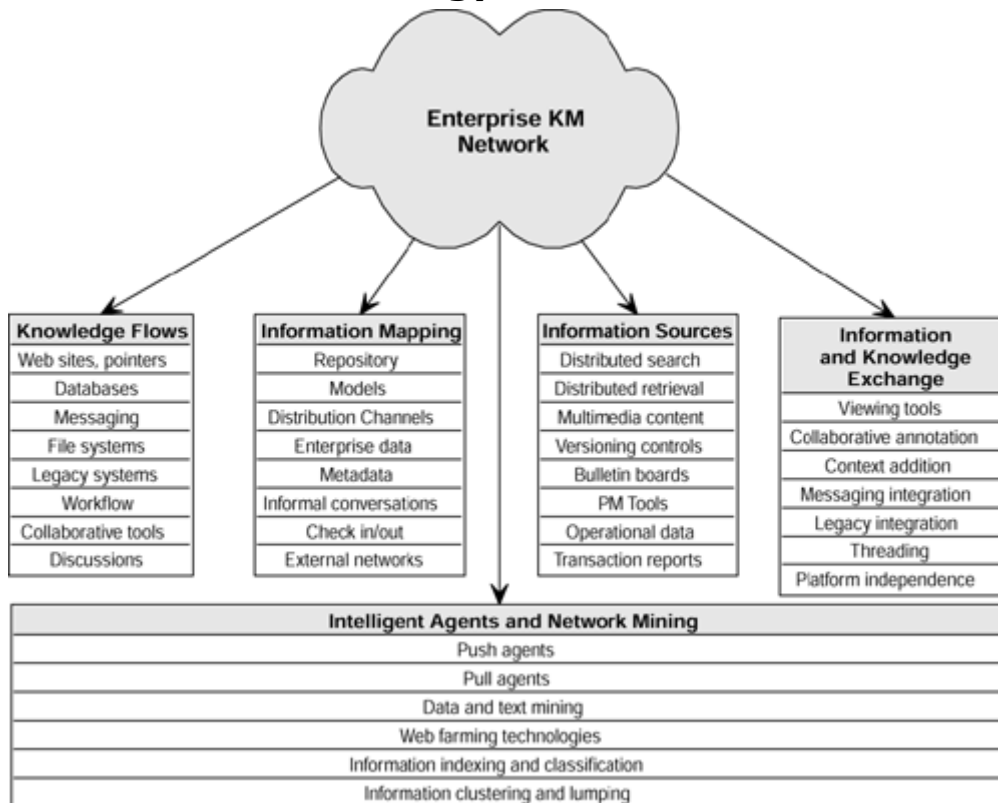 Enterprise KM
Network
Knowledge Flows
Web sites, pointers
Databases
Messaging
File systems
Legacy systems
Workflow
Collaborative tools
Discussions
Information Mapping
Repository
Models
Distribution Channels
Enterprise data
Metadata
Informal conversations
Check in/out
External networks
Information Sources
Distributed search
Distributed retrieval
Multimedia content
Versioning controls
Bulletin boards
PM Tools
Operational data
Transaction reports
Information
and Knowledge
Exchange
Viewing tools
Collaborative annotation
Context addition
Messaging integration
Legacy integration
Threading
Platform independence
Intelligent Agents and Network Mining
Push agents
Pull agents
Data and text mining
Web farming technologies
Information indexing and classification
Information clustering and lumping